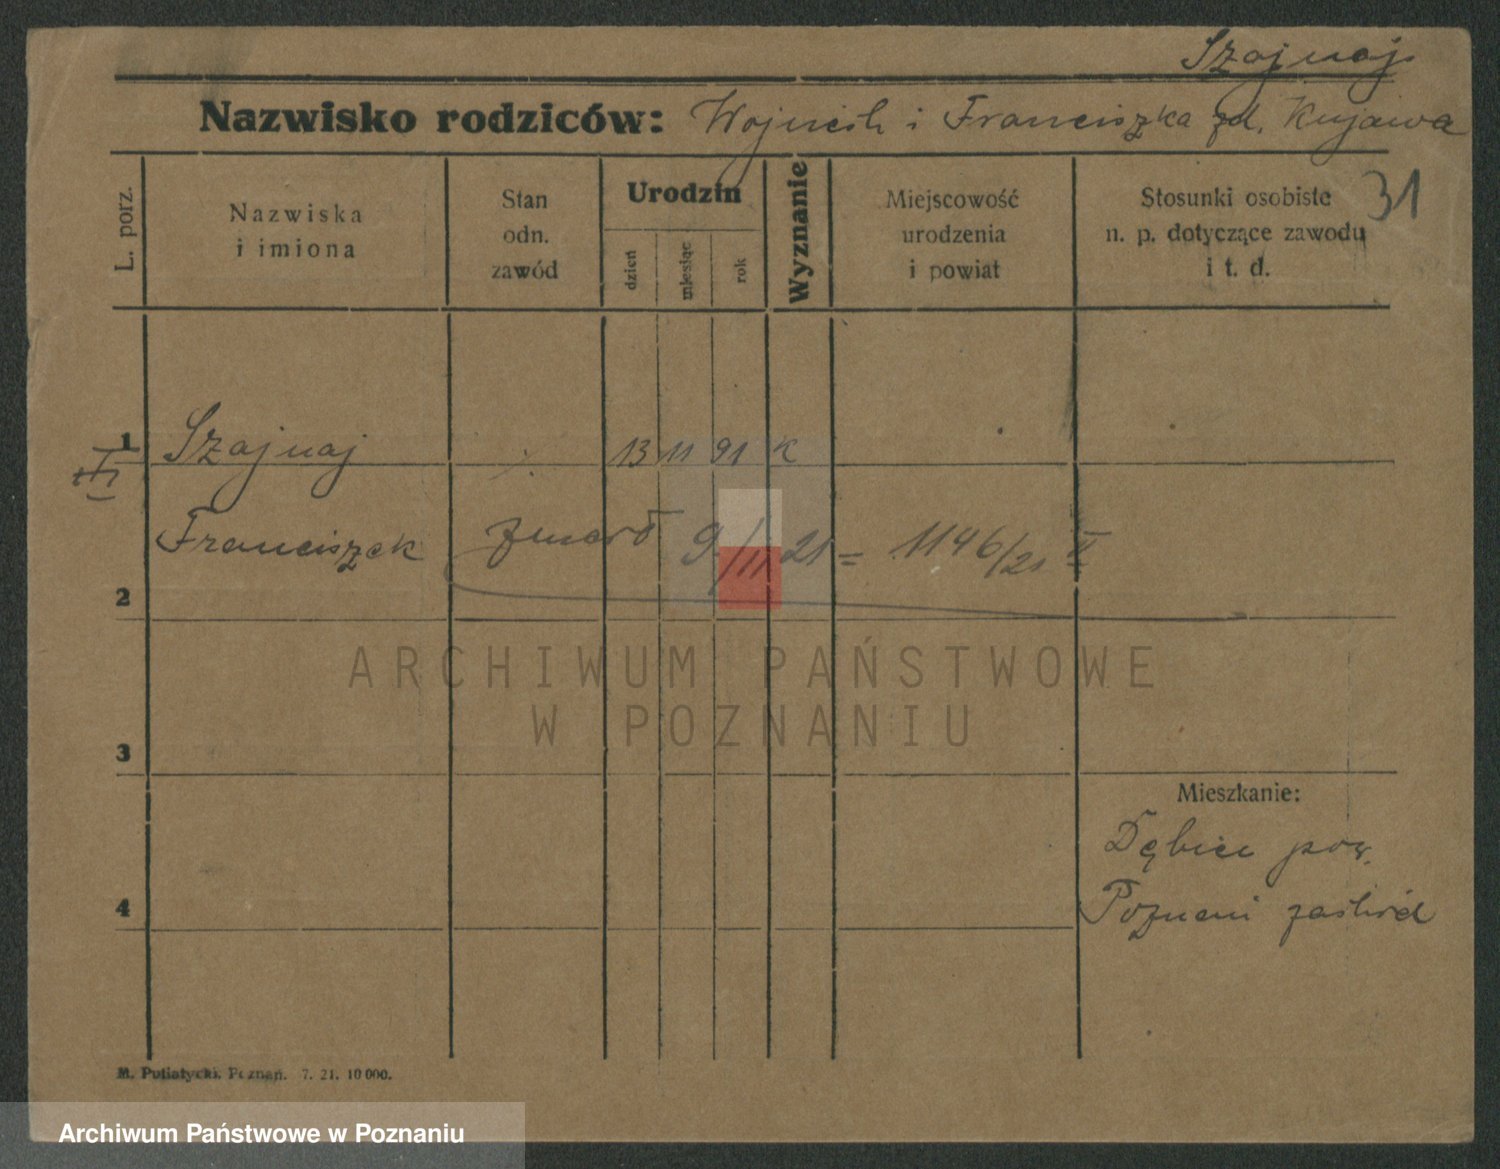 Szajnaj
Nazwisko rodziców: Wojciech i Franciszka zd. Kujawa
31
L. porz.
Nazwiska
i imiona
Stan
odn.
zawód
Urodzin
dzień
miesiąc
rok
Wyznanie
Miejscowość
urodzenia
i powiat
Stosunki osobiste
n. p. dotyczące zawodu
i t. d.
1 Szajnaj 13 11 91 K
Franciszek zmarł 9/11 21 = 1146/21 II
2
ARCHIWUM PAŃSTWOWE
W POZNANIU
3
Mieszkanie:
Dębiec pow.
4 Poznań
M. Putiatycki, Poznań. 7. 21. 10 000.
Archiwum Państwowe w Poznaniu